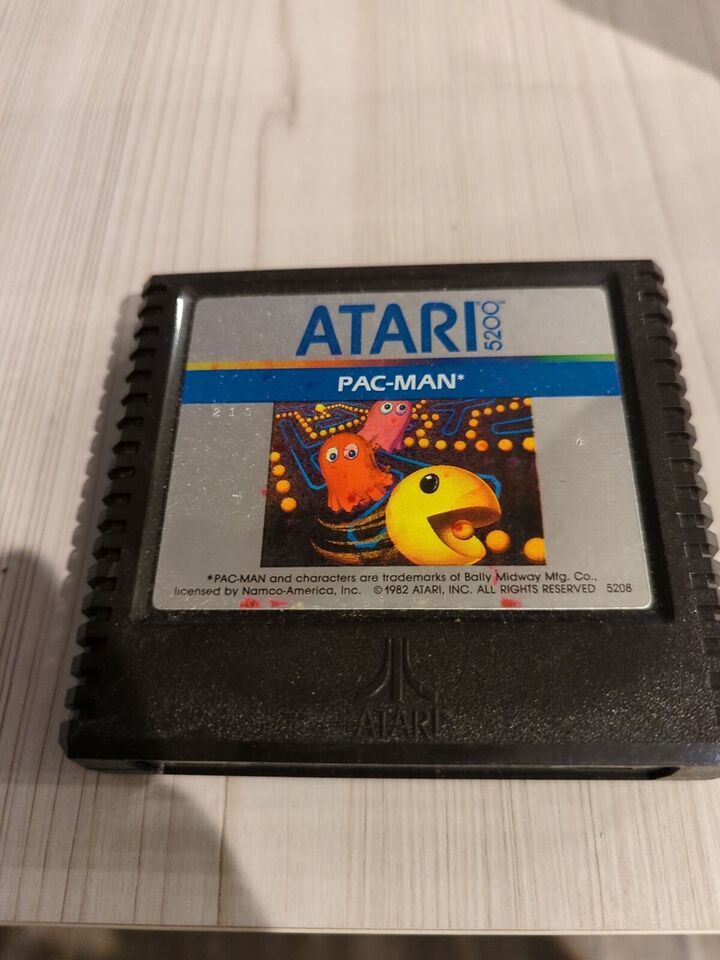 ATARI® 5200™
PAC-MAN*
*PAC-MAN and characters are trademarks of Bally Midway Mfg. Co.,
licensed by Namco-America, Inc. ©1982 ATARI, INC. ALL RIGHTS RESERVED 5208
ATARI